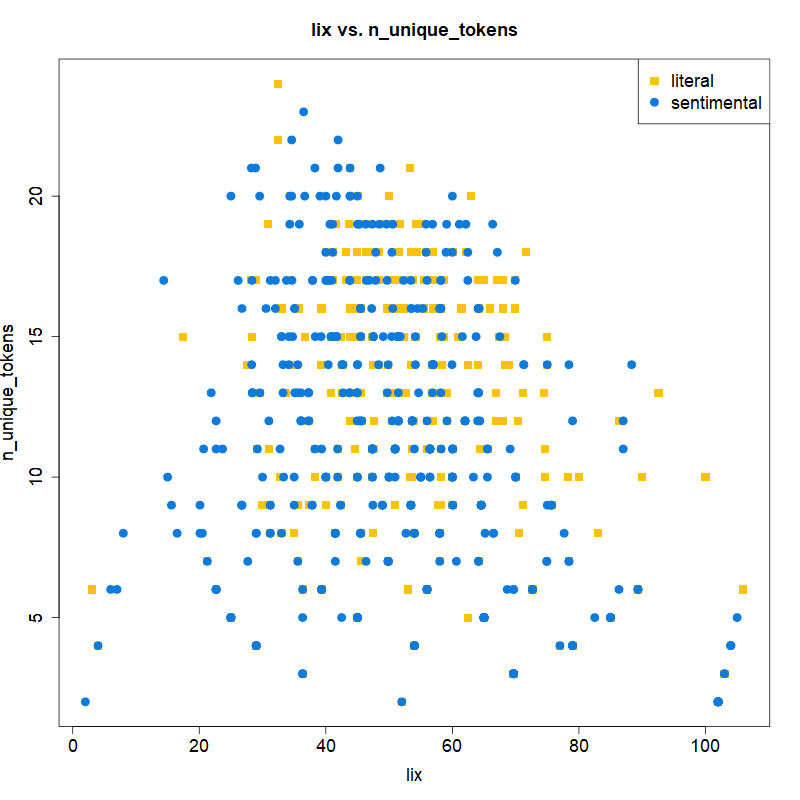 lix vs. n_unique_tokens
literal
sentimental
n_unique_tokens
20
15
10
5
0 20 40 60 80 100
lix